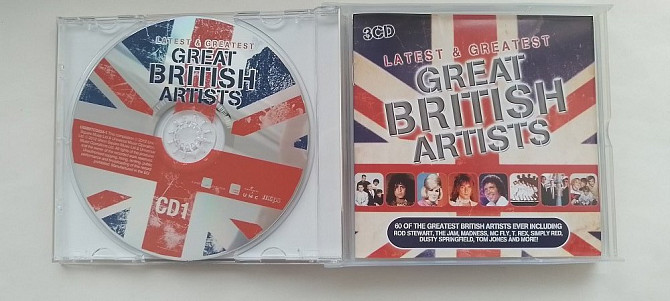 LATEST & GREATEST
GREAT
BRITISH
ARTISTS
CD1
3CD
LATEST & GREATEST
GREAT
BRITISH
ARTISTS
60 OF THE GREATEST BRITISH ARTISTS EVER INCLUDING
ROD STEWART, THE JAM, MADNESS, MC FLY, T. REX, SIMPLY RED,
DUSTY SPRINGFIELD, TOM JONES AND MORE!